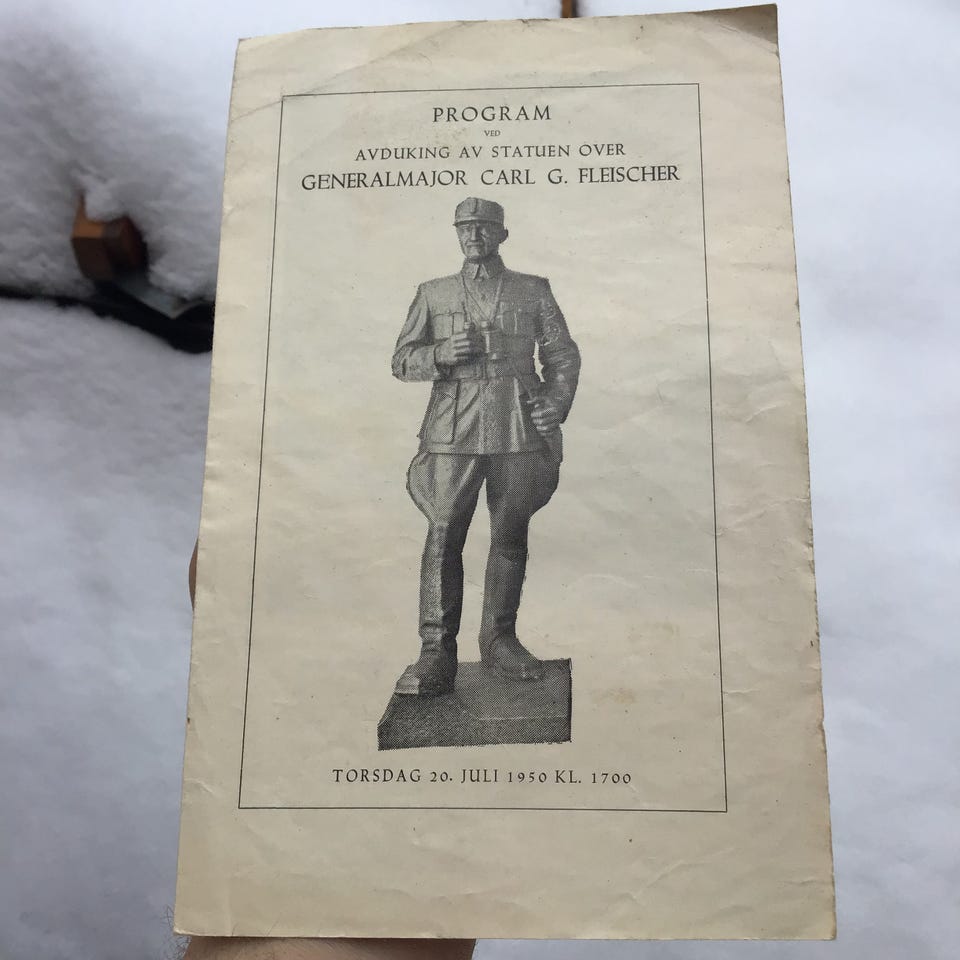 PROGRAM
VED
AVDUKING AV STATUEN OVER
GENERALMAJOR CARL G. FLEISCHER
TORSDAG 20. JULI 1950 KL. 1700